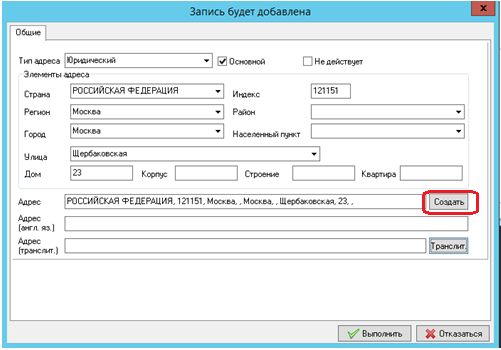 Запись будет добавлена
Общие
Тип адреса Юридический Основной Не действует
Элементы адреса
Страна РОССИЙСКАЯ ФЕДЕРАЦИЯ Индекс 121151
Регион Москва Район
Город Москва Населенный пункт
Улица Щербаковская
Дом 23 Корпус Строение Квартира
Адрес РОССИЙСКАЯ ФЕДЕРАЦИЯ, 121151, Москва, , Москва, , Щербаковская, 23, , Создать
Адрес
(англ. яз.)
Адрес
(транслит.) Транслит.
Выполнить Отказаться